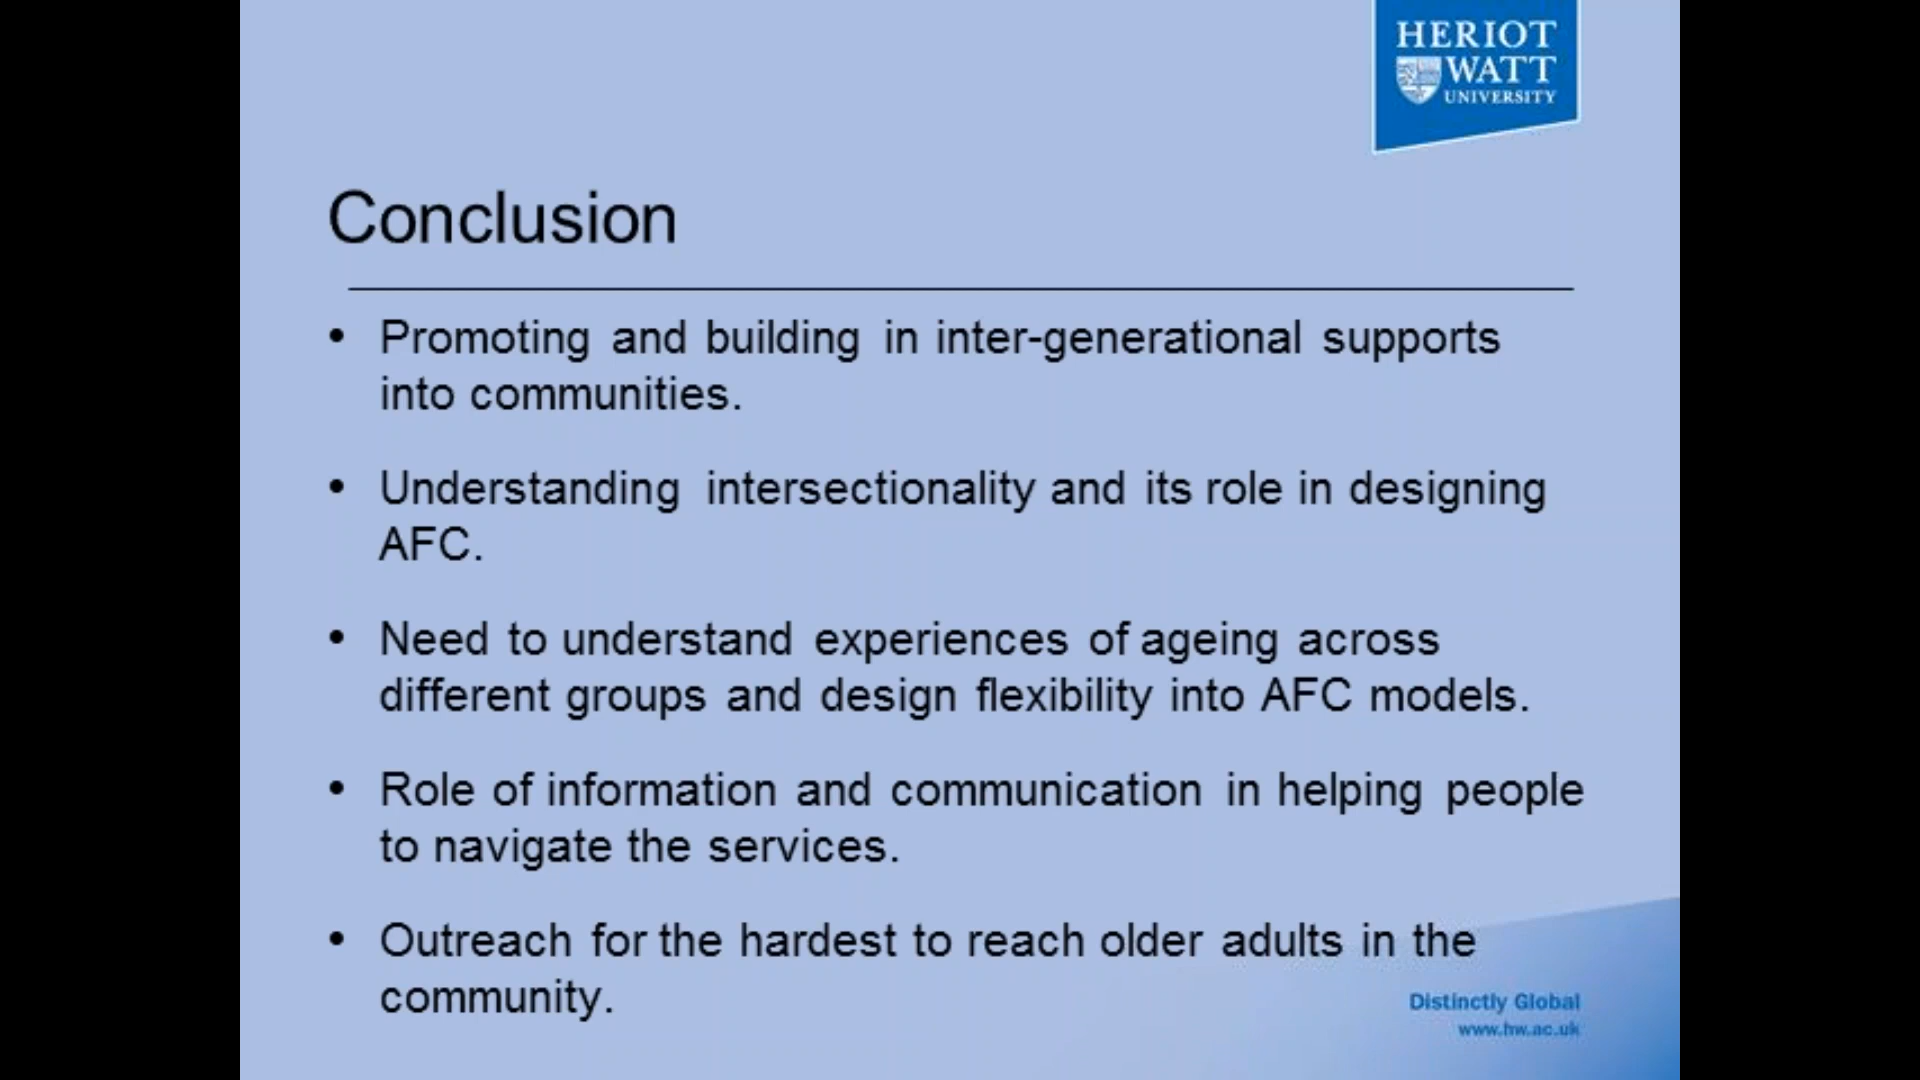 HERIOT
WATT
UNIVERSITY
Conclusion
• Promoting and building in inter-generational supports
into communities.
• Understanding intersectionality and its role in designing
AFC.
• Need to understand experiences of ageing across
different groups and design flexibility into AFC models.
• Role of information and communication in helping people
to navigate the services.
• Outreach for the hardest to reach older adults in the
community.
Distinctly Global
www.hw.ac.uk